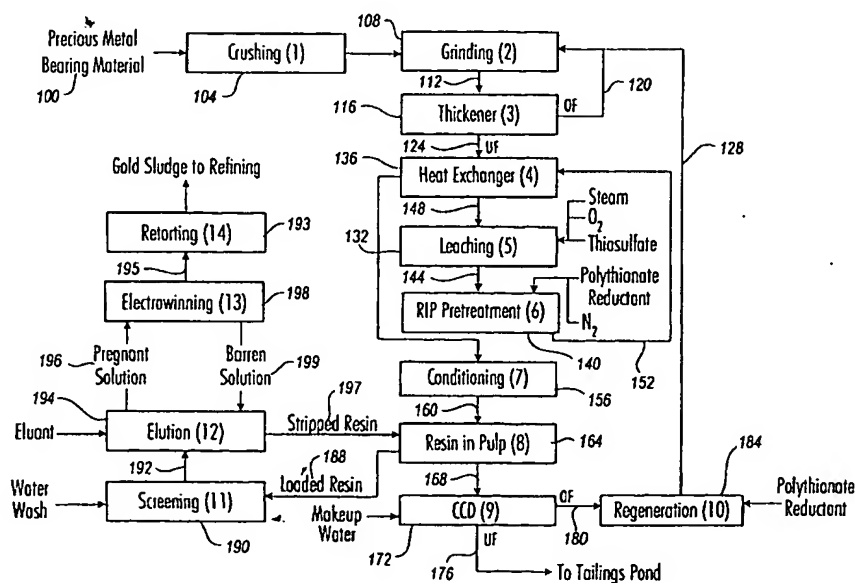 108
Precious Metal
Bearing Material
100
Crushing (1)
104
Grinding (2)
112
120
116
Thickener (3)
OF
124
UF
128
136
Heat Exchanger (4)
Gold Sludge to Refining
148
Steam
O2
Thiosulfate
Retorting (14)
193
132
Leaching (5)
195
144
Polythionate
Reductant
N2
Electrowinning (13)
198
RIP Pretreatment (6)
140
152
196
Pregnant
Solution
Barren
Solution
199
Conditioning (7)
156
194
197
160
Eluant
Elution (12)
Stripped Resin
Resin in Pulp (8)
164
184
192
188
Loaded Resin
168
Water
Wash
Screening (11)
190
Makeup
Water
CCD (9)
OF
180
Regeneration (10)
Polythionate
Reductant
172
UF
176
To Tailings Pond